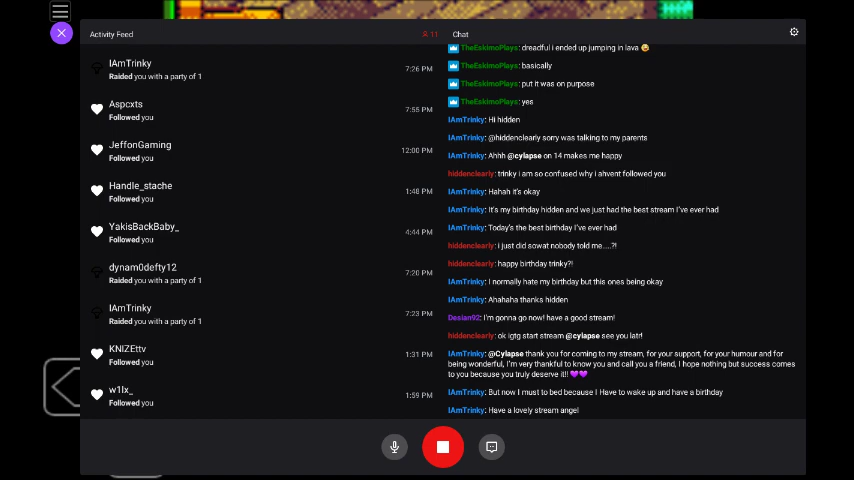 Activity Feed
11
IAmTrinky
Raided you with a party of 1
7:26 PM
Aspcxts
Followed you
7:55 PM
JeffonGaming
Followed you
12:00 PM
Handle_stache
Followed you
1:48 PM
YakisBackBaby_
Followed you
4:44 PM
dynam0defty12
Raided you with a party of 1
7:20 PM
IAmTrinky
Raided you with a party of 1
7:23 PM
KNIZEttv
Followed you
1:31 PM
w1lx_
Followed you
1:59 PM
Chat
TheEskimoPlays: dreadful i ended up jumping in lava 😜
TheEskimoPlays: basically
TheEskimoPlays: put it was on purpose
TheEskimoPlays: yes
IAmTrinky: Hi hidden
IAmTrinky: @hiddenclearly sorry was talking to my parents
IAmTrinky: Ahhh @cylapse on 14 makes me happy
hiddenclearly: trinky i am so confused why i ahvent followed you
IAmTrinky: Hahah it's okay
IAmTrinky: It's my birthday hidden and we just had the best stream I've ever had
IAmTrinky: Today's the best birthday I've ever had
hiddenclearly: i just did sowat nobody told me....?!
hiddenclearly: happy birthday trinky?!
IAmTrinky: I normally hate my birthday but this ones being okay
IAmTrinky: Ahahaha thanks hidden
Desian92: I'm gonna go now! have a good stream!
hiddenclearly: ok igtg start stream @cylapse see you latr!
IAmTrinky: @Cylapse thank you for coming to my stream, for your support, for your humour and for
being wonderful, I'm very thankful to know you and call you a friend, I hope nothing but success comes
to you because you truly deserve it!! 💜💜
IAmTrinky: But now I must to bed because I Have to wake up and have a birthday
IAmTrinky: Have a lovely stream angel